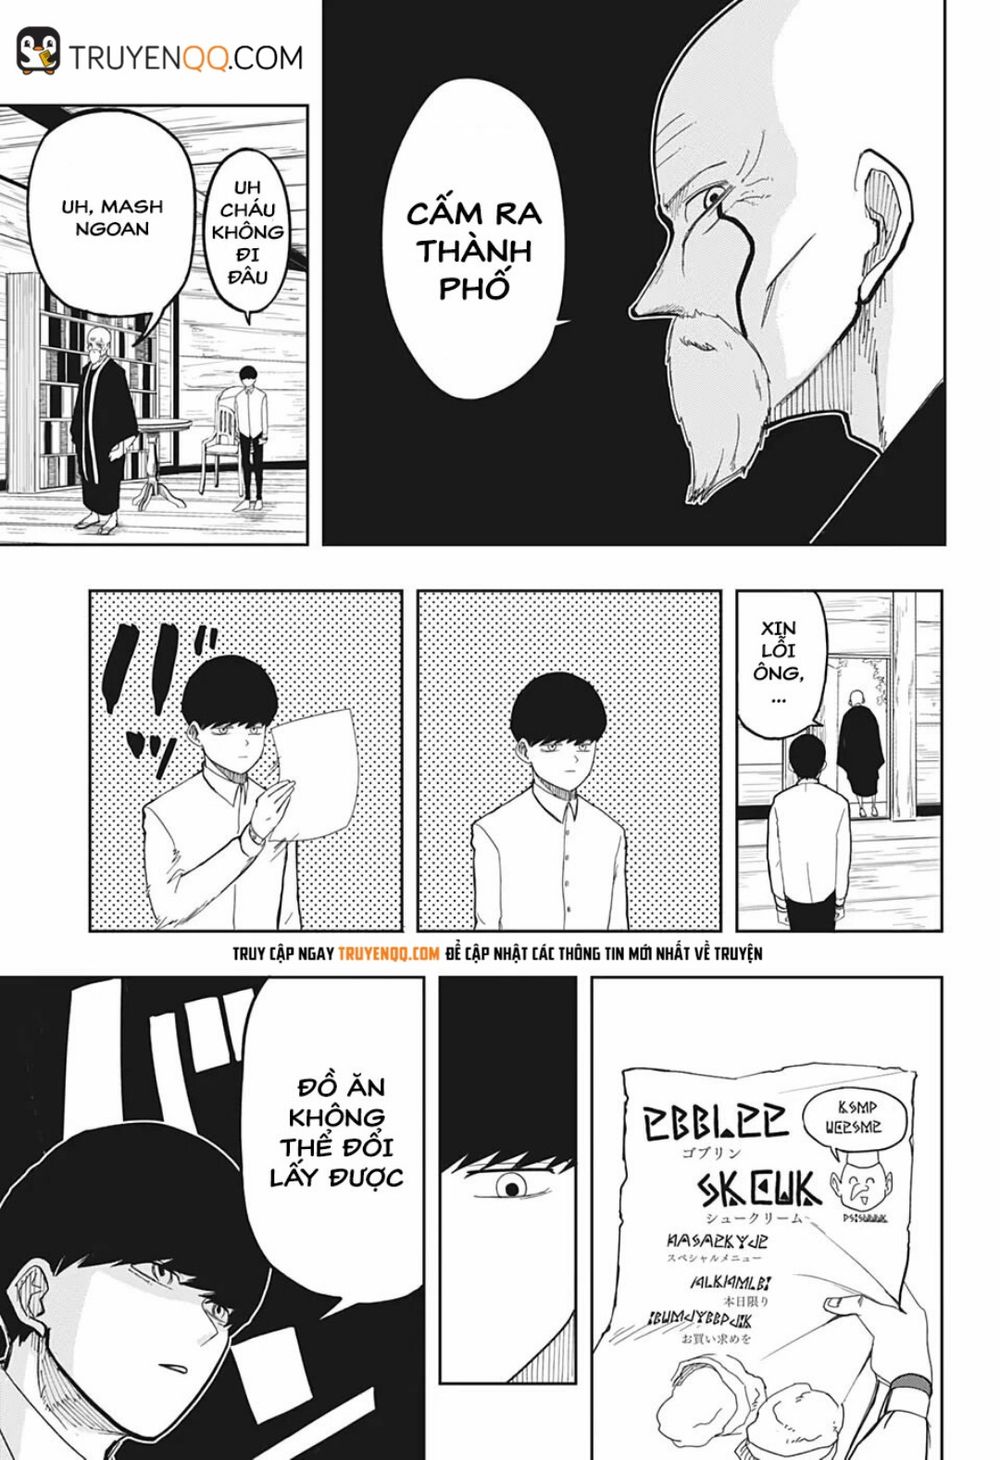 TRUYENQQ.COM
CẤM RA
THÀNH
PHỐ
UH
CHÁU
KHÔNG
ĐI
ĐÂU
UH, MASH
NGOAN
XIN
LỖI
ÔNG,
...
TRUY CẬP NGAY TRUYENQQ.COM ĐỂ CẬP NHẬT CÁC THÔNG TIN MỚI NHẤT VỀ TRUYỆN
ゴブリン
シュークリーム
スペシャルメニュー
本日限り
お買い求めを
ĐỒ ĂN
KHÔNG
THỂ ĐỔI
LẤY ĐƯỢC